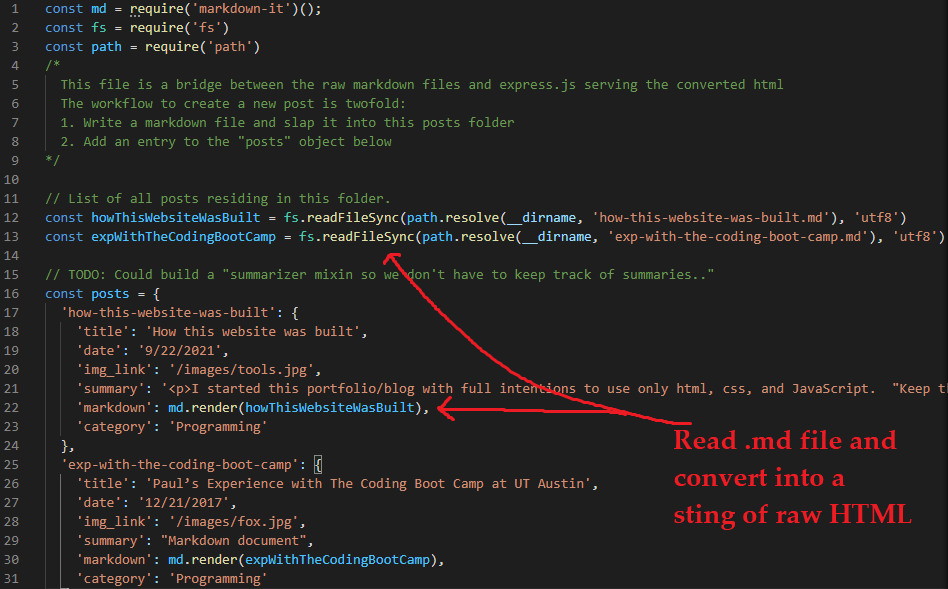 1 const md = require('markdown-it')();
2 const fs = require('fs')
3 const path = require('path')
4 /*
5 This file is a bridge between the raw markdown files and express.js serving the converted html
6 The workflow to create a new post is twofold:
7 1. Write a markdown file and slap it into this posts folder
8 2. Add an entry to the "posts" object below
9 */
10
11 // List of all posts residing in this folder.
12 const howThisWebsiteWasBuilt = fs.readFileSync(path.resolve(__dirname, 'how-this-website-was-built.md'), 'utf8')
13 const expWithTheCodingBootCamp = fs.readFileSync(path.resolve(__dirname, 'exp-with-the-coding-boot-camp.md'), 'utf8')
14
15 // TODO: Could build a "summarizer mixin so we don't have to keep track of summaries.."
16 const posts = {
17 'how-this-website-was-built': {
18 'title': 'How this website was built',
19 'date': '9/22/2021',
20 'img_link': '/images/tools.jpg',
21 'summary': '<p>I started this portfolio/blog with full intentions to use only html, css, and JavaScript. "Keep th
22 'markdown': md.render(howThisWebsiteWasBuilt),
23 'category': 'Programming'
24 },
25 'exp-with-the-coding-boot-camp': {
26 'title': 'Paul’s Experience with The Coding Boot Camp at UT Austin',
27 'date': '12/21/2017',
28 'img_link': '/images/fox.jpg',
29 'summary': "Markdown document",
30 'markdown': md.render(expWithTheCodingBootCamp),
31 'category': 'Programming'
Read .md file and
convert into a
sting of raw HTML